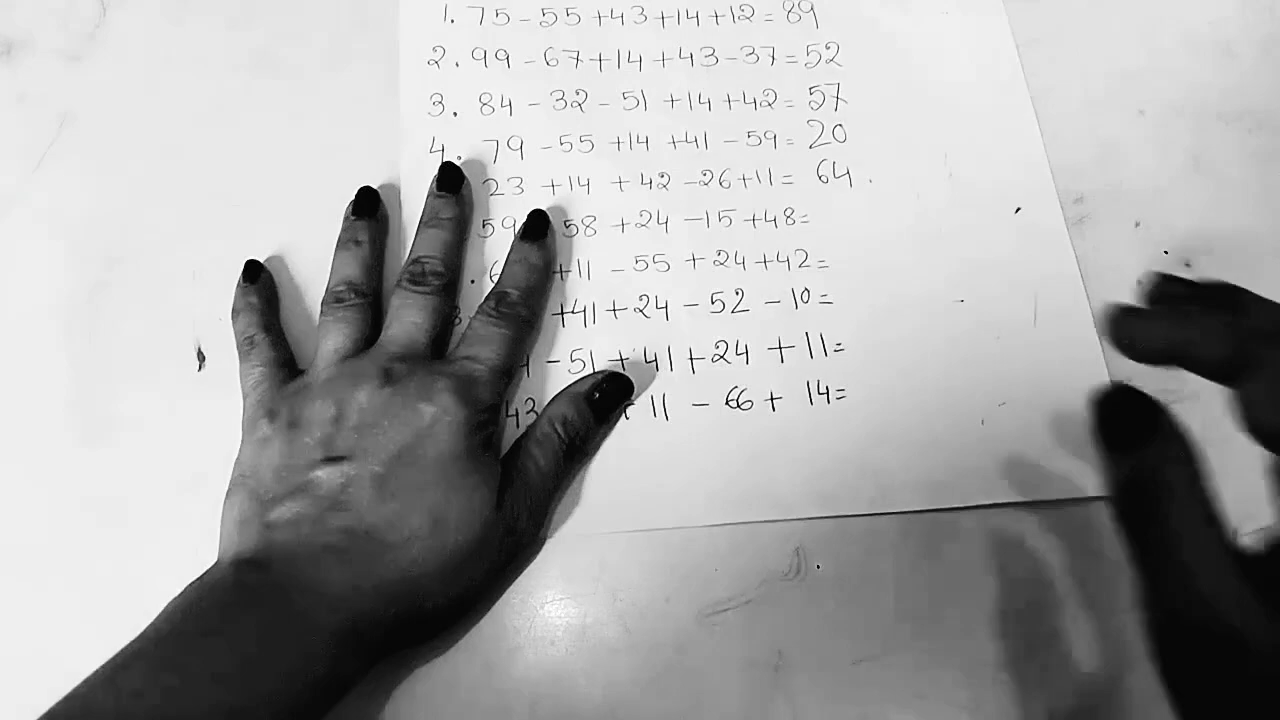 1. 75 - 55 +43 +14 +12 = 89
2. 99 - 67 +14 +43 - 37 = 52
3. 84 - 32 - 51 +14 +42 = 57
4. 79 - 55 +14 +41 - 59 = 20
23 +14 +42 - 26 +11 = 64.
59 58 +24 - 15 +48 =
+11 - 55 +24 +42 =
+41 +24 - 52 - 10 =
- 51 + 41 + 24 + 11 =
43 + 11 - 66 + 14 =